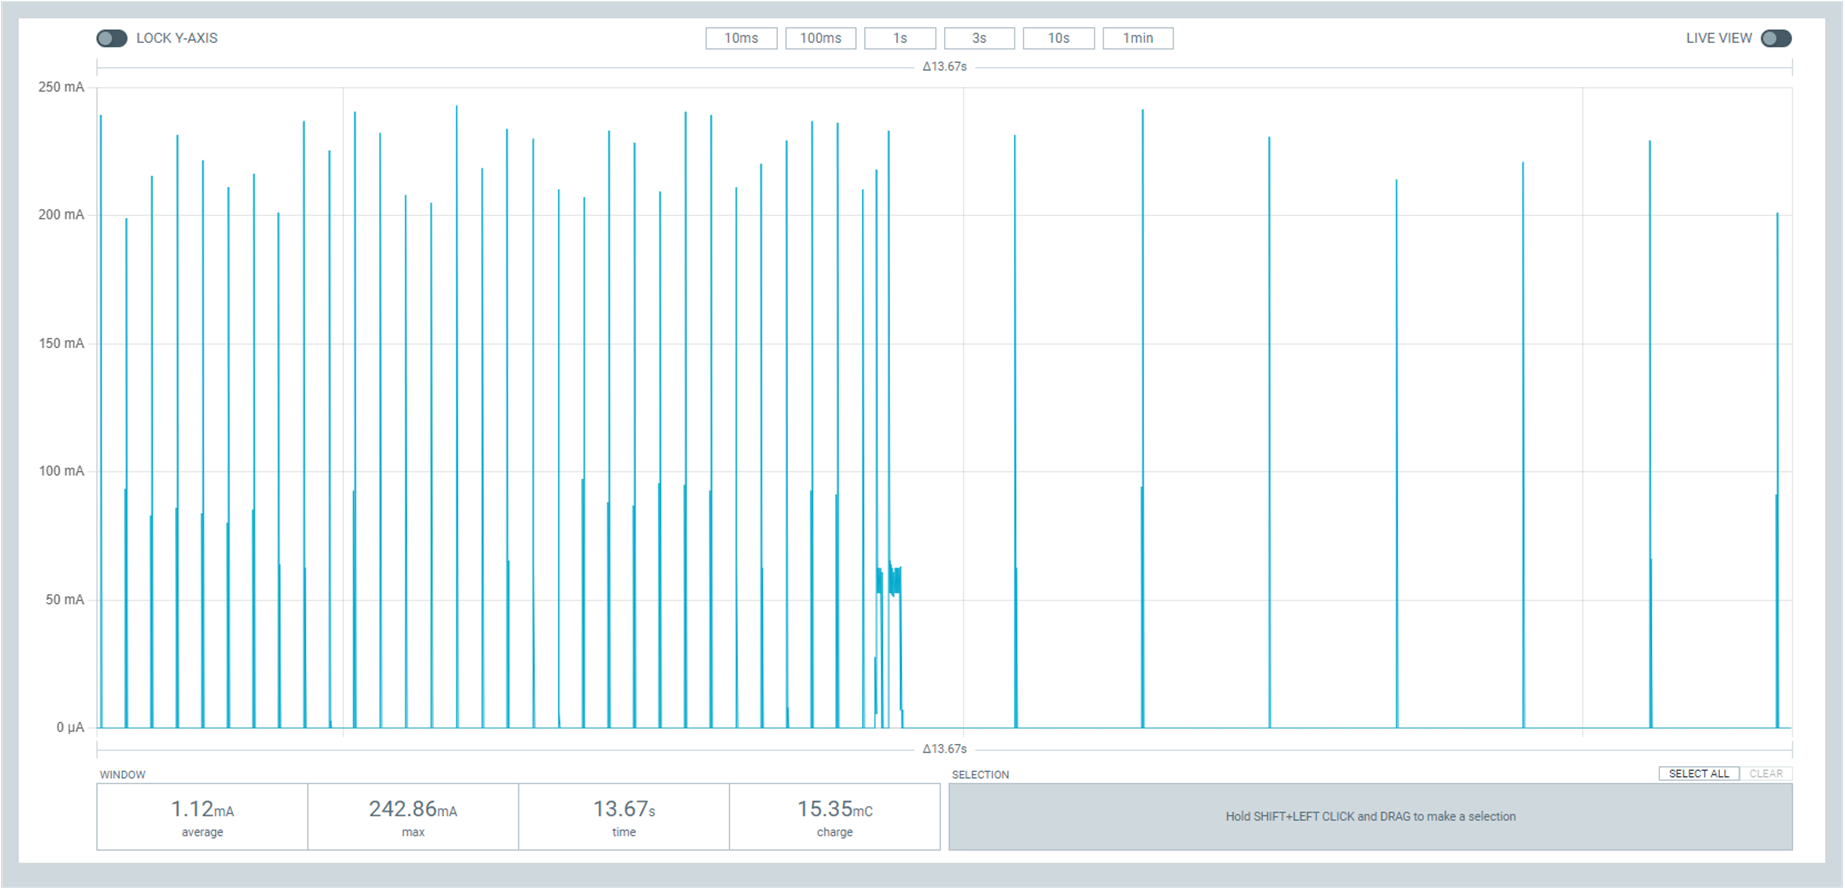 LOCK Y-AXIS
10ms 100ms 1s 3s 10s 1min
LIVE VIEW
Δ13.67s
250 mA
200 mA
150 mA
100 mA
50 mA
0 μA
Δ13.67s
WINDOW
1.12mA
average
242.86mA
max
13.67s
time
15.35mC
charge
SELECTION
SELECT ALL CLEAR
Hold SHIFT+LEFT CLICK and DRAG to make a selection